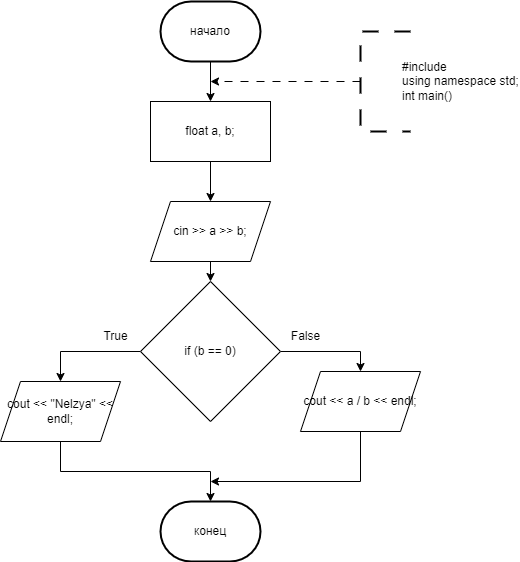 начало
#include
using namespace std;
int main()
float a, b;
cin >> a >> b;
if (b == 0)
True
False
cout << "Nelzya" <<
endl;
cout << a / b << endl;
конец